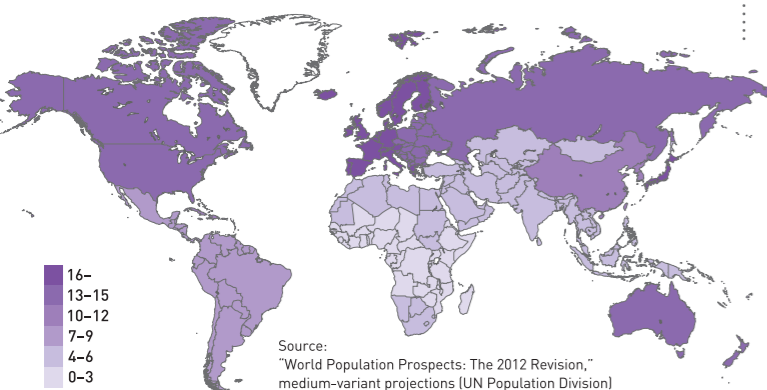 16–
13–15
10–12
7–9
4–6
0–3
Source:
"World Population Prospects: The 2012 Revision,"
medium-variant projections (UN Population Division)